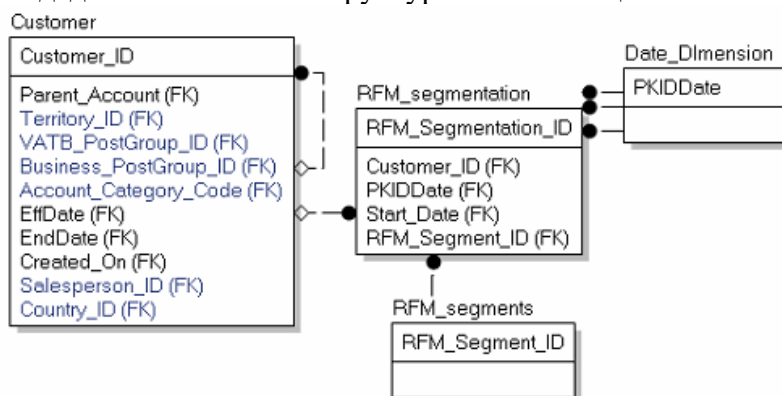 Customer
Customer_ID
Parent_Account (FK)
Territory_ID (FK)
VATB_PostGroup_ID (FK)
Business_PostGroup_ID (FK)
Account_Category_Code (FK)
EffDate (FK)
EndDate (FK)
Created_On (FK)
Salesperson_ID (FK)
Country_ID (FK)
RFM_segmentation
RFM_Segmentation_ID
Customer_ID (FK)
PKIDDate (FK)
Start_Date (FK)
RFM_Segment_ID (FK)
Date_DImension
PKIDDate
RFM_segments
RFM_Segment_ID